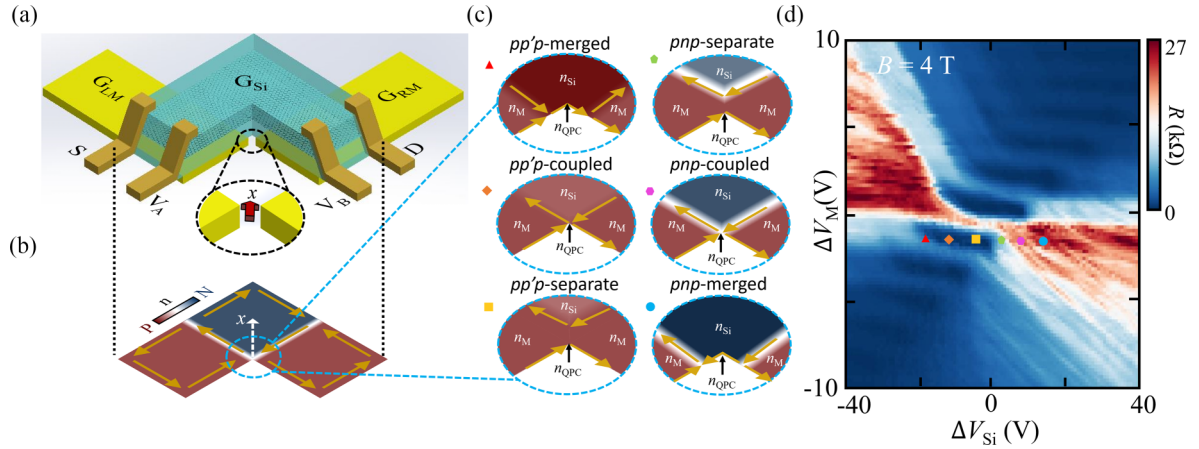 (a)
G_LM
G_Si
G_RM
S
V_A
V_B
D
x
(b)
P
n
N
x
(c)
pp'p-merged
n_Si
n_M
n_M
n_QPC
pnp-separate
n_Si
n_M
n_M
n_QPC
pp'p-coupled
n_Si
n_M
n_M
n_QPC
pnp-coupled
n_Si
n_M
n_M
n_QPC
pp'p-separate
n_Si
n_M
n_M
n_QPC
pnp-merged
n_Si
n_M
n_M
n_QPC
(d)
10
B = 4 T
ΔV_M(V)
-10
-40
0
40
ΔV_Si (V)
27
R (kΩ)
0